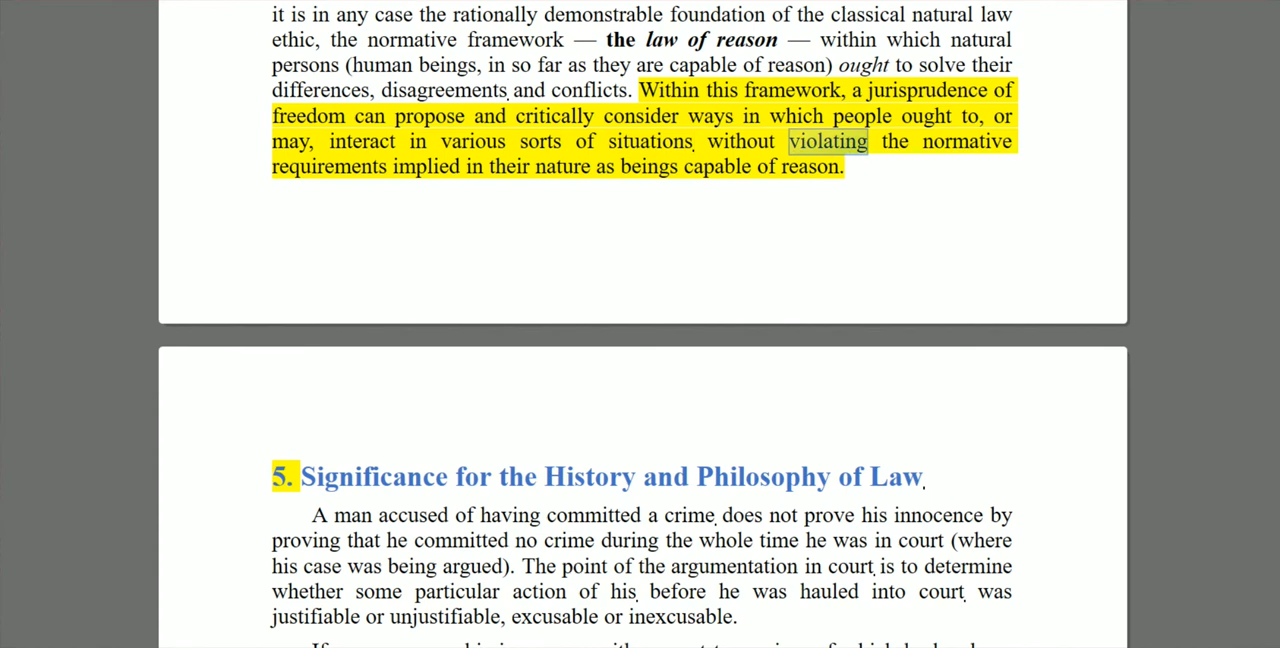 it is in any case the rationally demonstrable foundation of the classical natural law
ethic, the normative framework — the law of reason — within which natural
persons (human beings, in so far as they are capable of reason) ought to solve their
differences, disagreements and conflicts. Within this framework, a jurisprudence of
freedom can propose and critically consider ways in which people ought to, or
may, interact in various sorts of situations without violating the normative
requirements implied in their nature as beings capable of reason.
5. Significance for the History and Philosophy of Law
A man accused of having committed a crime does not prove his innocence by
proving that he committed no crime during the whole time he was in court (where
his case was being argued). The point of the argumentation in court is to determine
whether some particular action of his before he was hauled into court was
justifiable or unjustifiable, excusable or inexcusable.